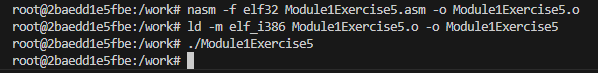 root@2baedd1e5fbe:/work# nasm -f elf32 Module1Exercise5.asm -o Module1Exercise5.o
root@2baedd1e5fbe:/work# ld -m elf_i386 Module1Exercise5.o -o Module1Exercise5
root@2baedd1e5fbe:/work# ./Module1Exercise5
root@2baedd1e5fbe:/work#